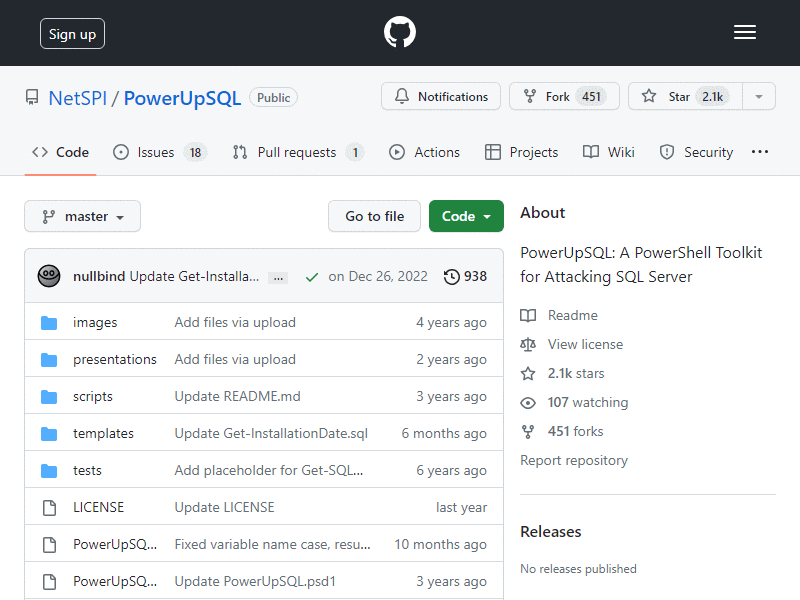 Sign up
NetSPI / PowerUpSQL Public
Notifications
Fork 451
Star 2.1k
Code
Issues 18
Pull requests 1
Actions
Projects
Wiki
Security
master
Go to file
Code
nullbind Update Get-Installa... ... on Dec 26, 2022 938
images Add files via upload 4 years ago
presentations Add files via upload 2 years ago
scripts Update README.md 3 years ago
templates Update Get-InstallationDate.sql 6 months ago
tests Add placeholder for Get-SQL... 6 years ago
LICENSE Update LICENSE last year
PowerUpSQ... Fixed variable name case, resu... 10 months ago
PowerUpSQ... Update PowerUpSQL.psd1 3 years ago
About
PowerUpSQL: A PowerShell Toolkit
for Attacking SQL Server
Readme
View license
2.1k stars
107 watching
451 forks
Report repository
Releases
No releases published